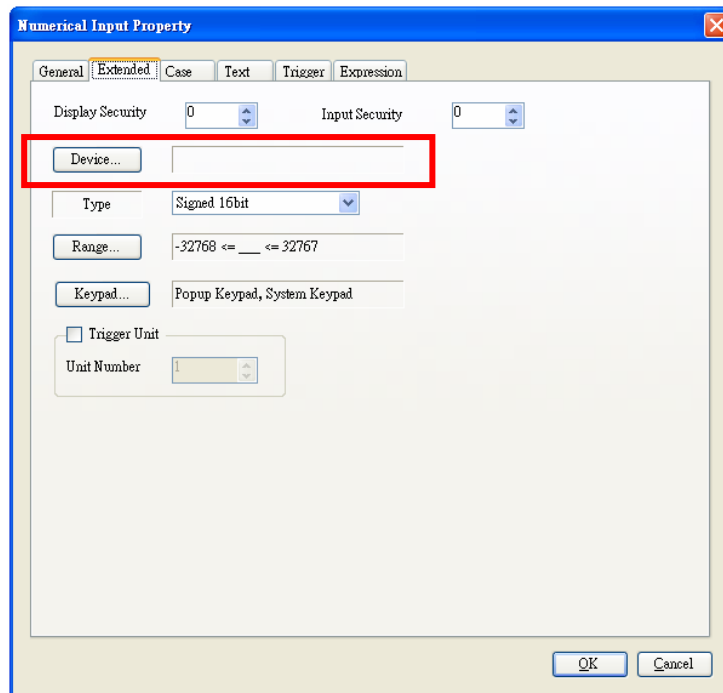 Numerical Input Property
General Extended Case Text Trigger Expression
Display Security 0 Input Security 0
Device...
Type Signed 16bit
Range... -32768 <= ___ <= 32767
Keypad... Popup Keypad, System Keypad
Trigger Unit
Unit Number 1
OK Cancel